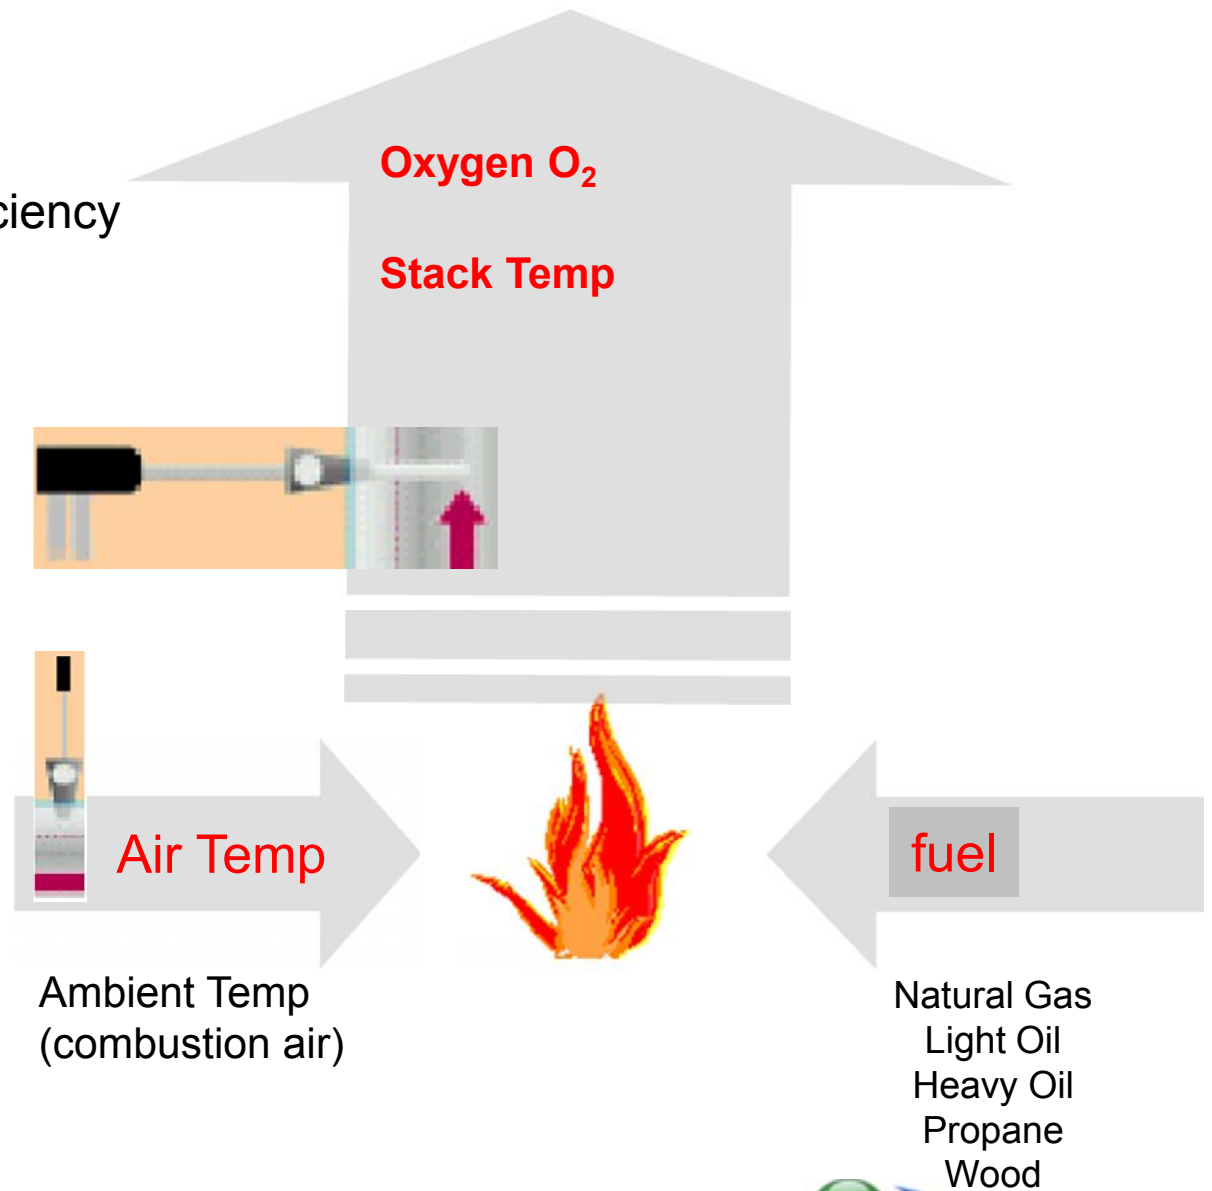 Oxygen O₂
ciency
Stack Temp
Air Temp
fuel
Ambient Temp
(combustion air)
Natural Gas
Light Oil
Heavy Oil
Propane
Wood